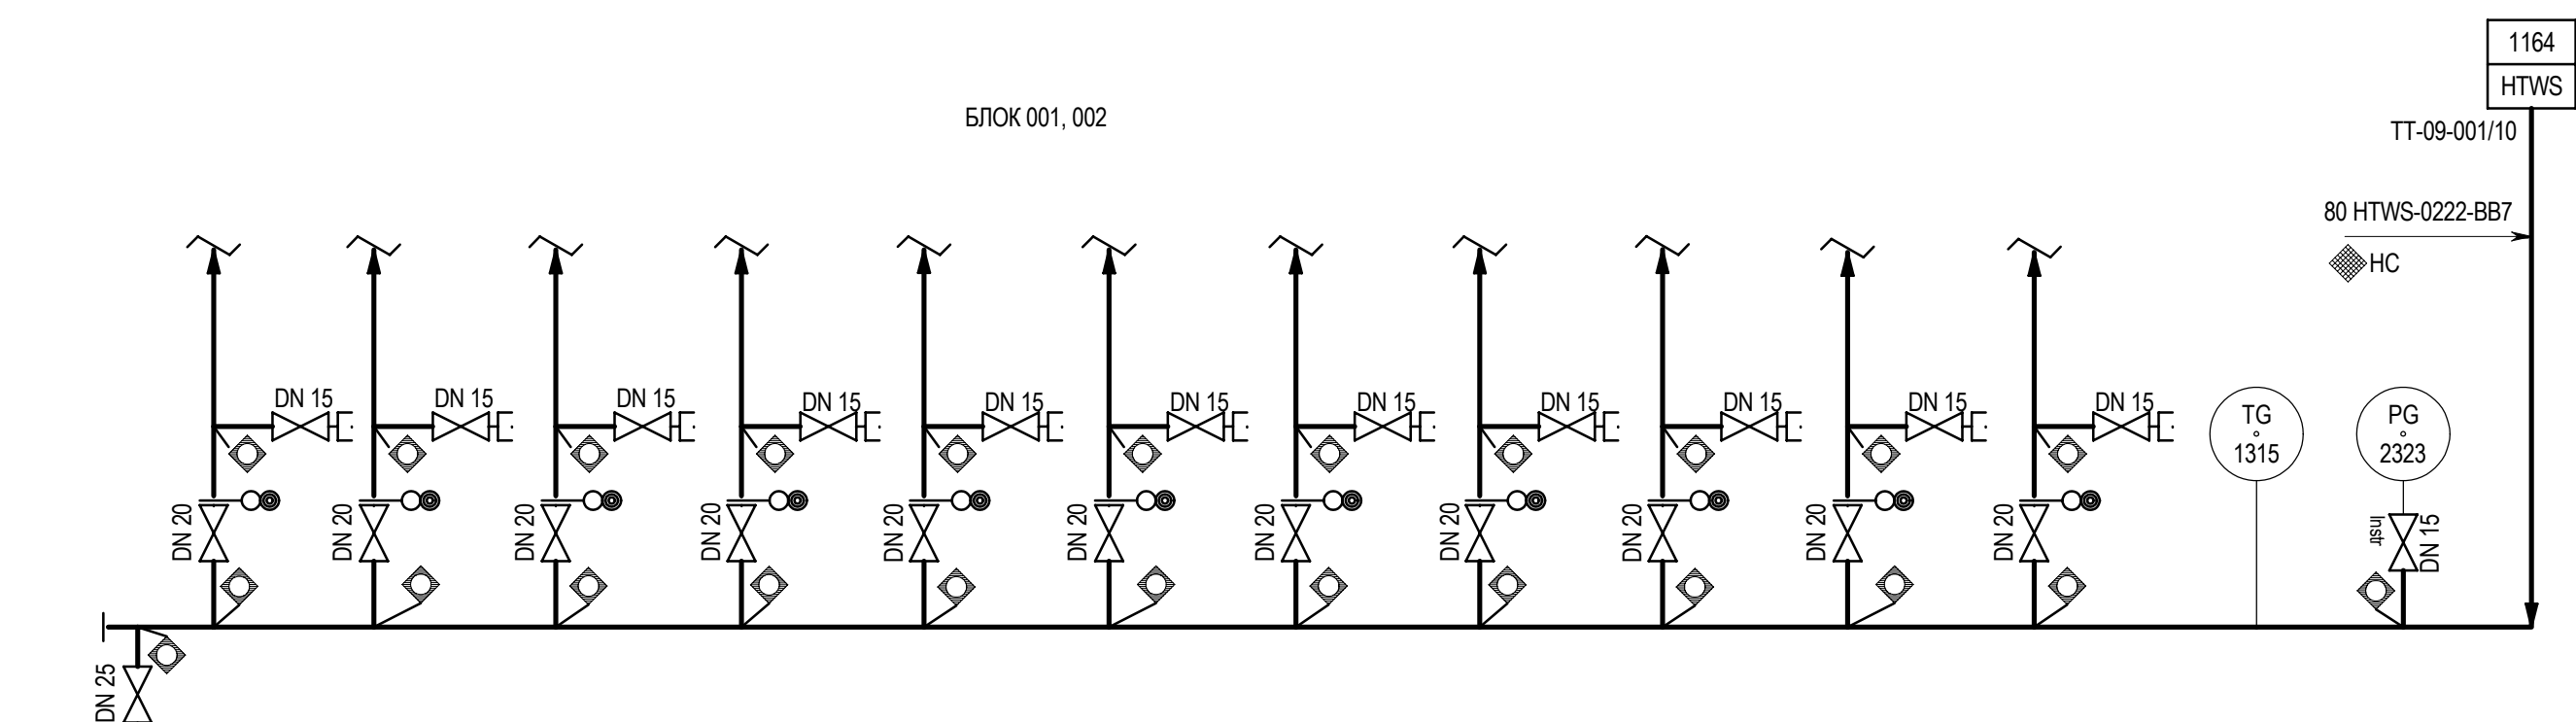 1164
HTWS
БЛОК 001, 002
TT-09-001/10
80 HTWS-0222-BB7
HC
DN 15
DN 15
DN 15
DN 15
DN 15
DN 15
DN 15
DN 15
DN 15
DN 15
DN 15
TG
1315
PG
2323
DN 20
DN 20
DN 20
DN 20
DN 20
DN 20
DN 20
DN 20
DN 20
DN 20
DN 20
Instr
DN 15
DN 25